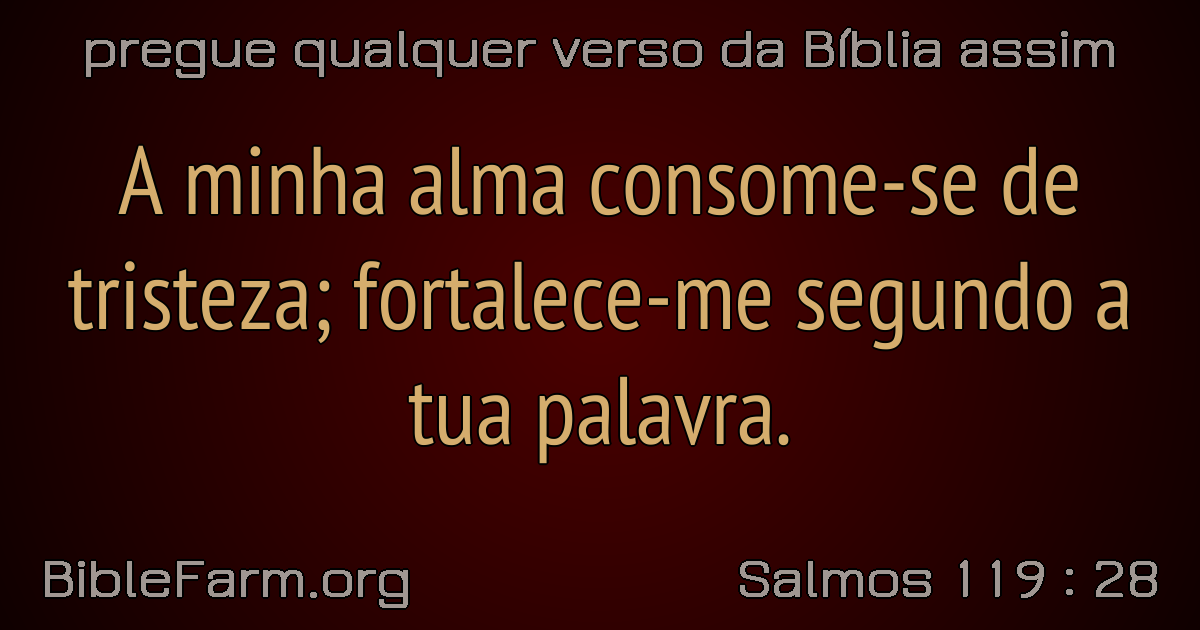 pregue qualquer verso da Bíblia assim
A minha alma consome-se de
tristeza; fortalece-me segundo a
tua palavra.
BibleFarm.org
Salmos 119 : 28